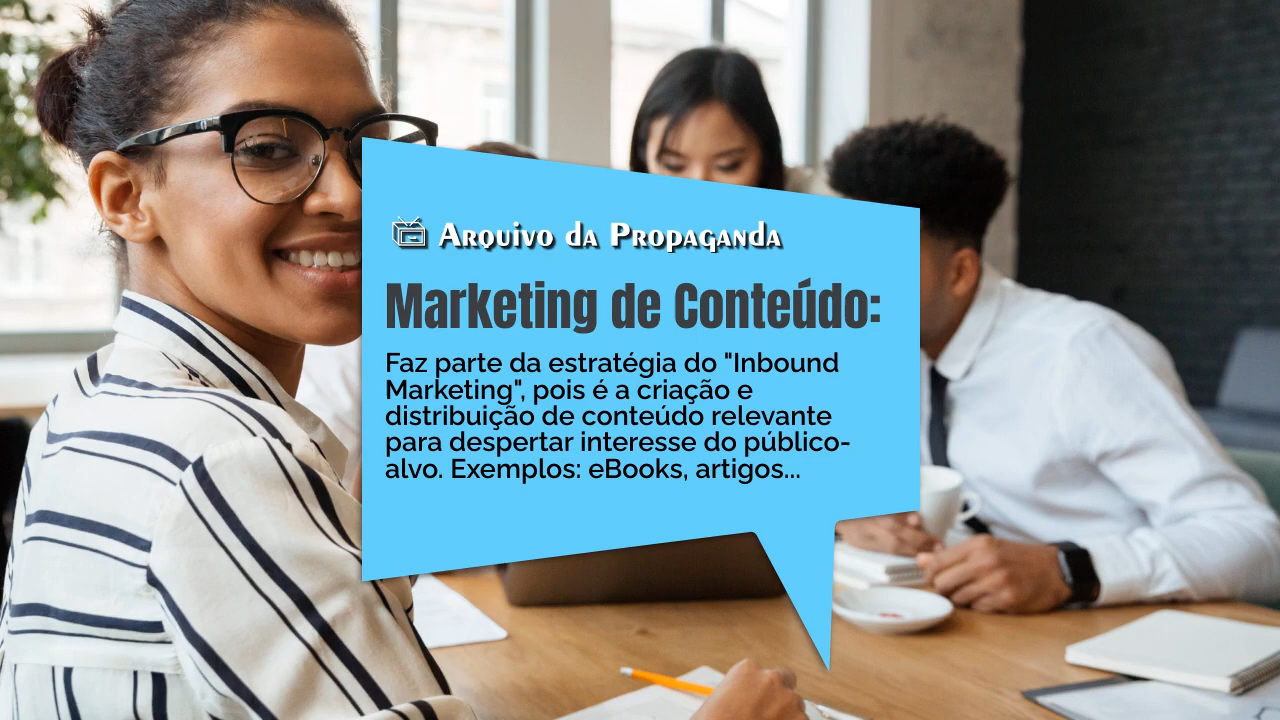 Arquivo da Propaganda
Marketing de Conteúdo:
Faz parte da estratégia do "Inbound
Marketing", pois é a criação e
distribuição de conteúdo relevante
para despertar interesse do público-
alvo. Exemplos: eBooks, artigos...